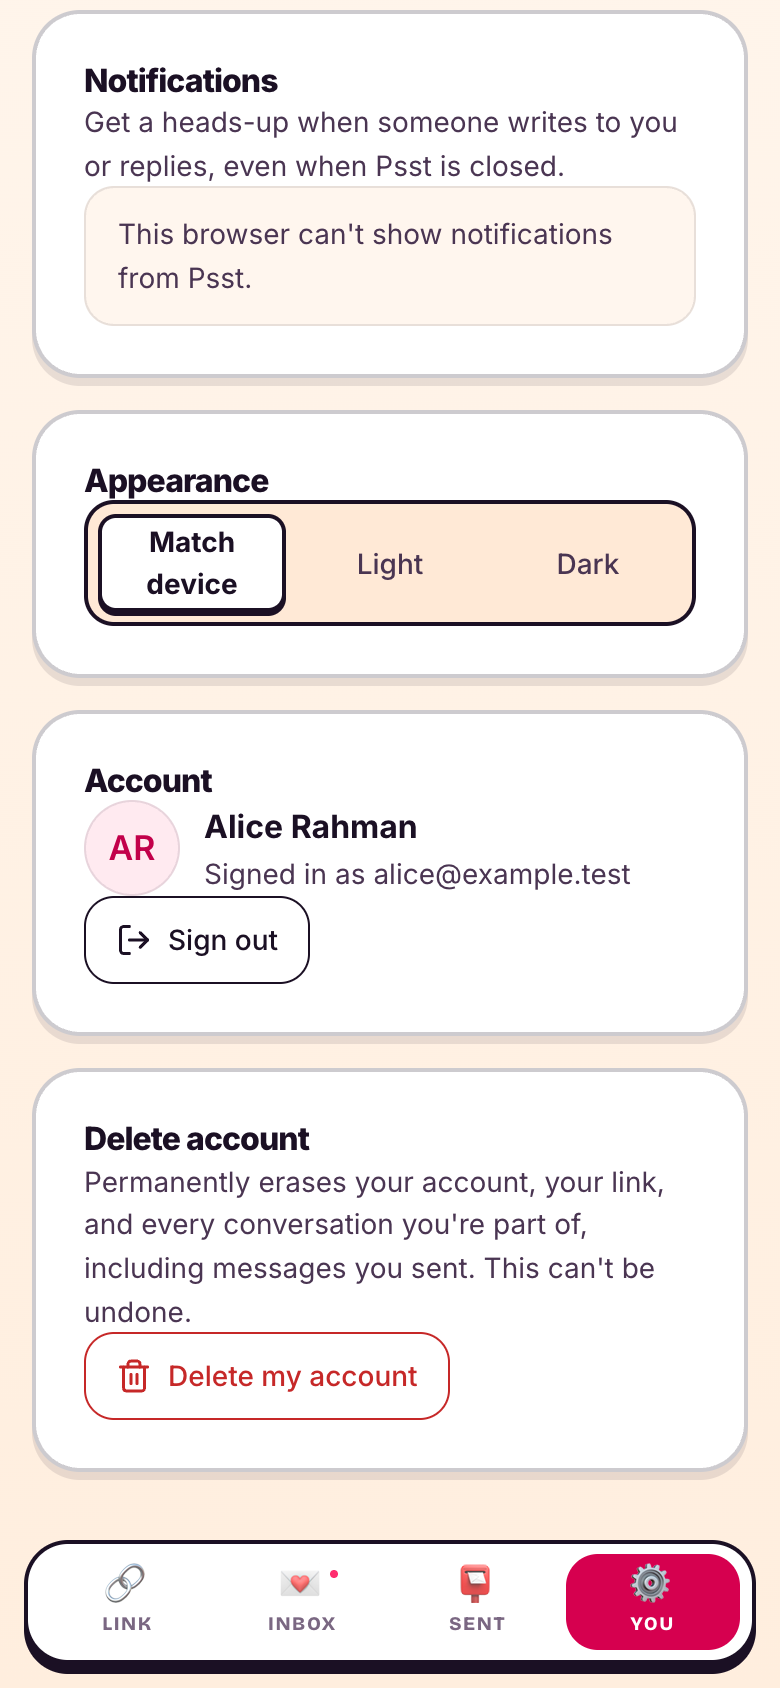 Notifications
Get a heads-up when someone writes to you
or replies, even when Psst is closed.
This browser can't show notifications
from Psst.
Appearance
Match
device
Light
Dark
Account
AR
Alice Rahman
Signed in as alice@example.test
Sign out
Delete account
Permanently erases your account, your link,
and every conversation you're part of,
including messages you sent. This can't be
undone.
Delete my account
LINK
INBOX
SENT
YOU